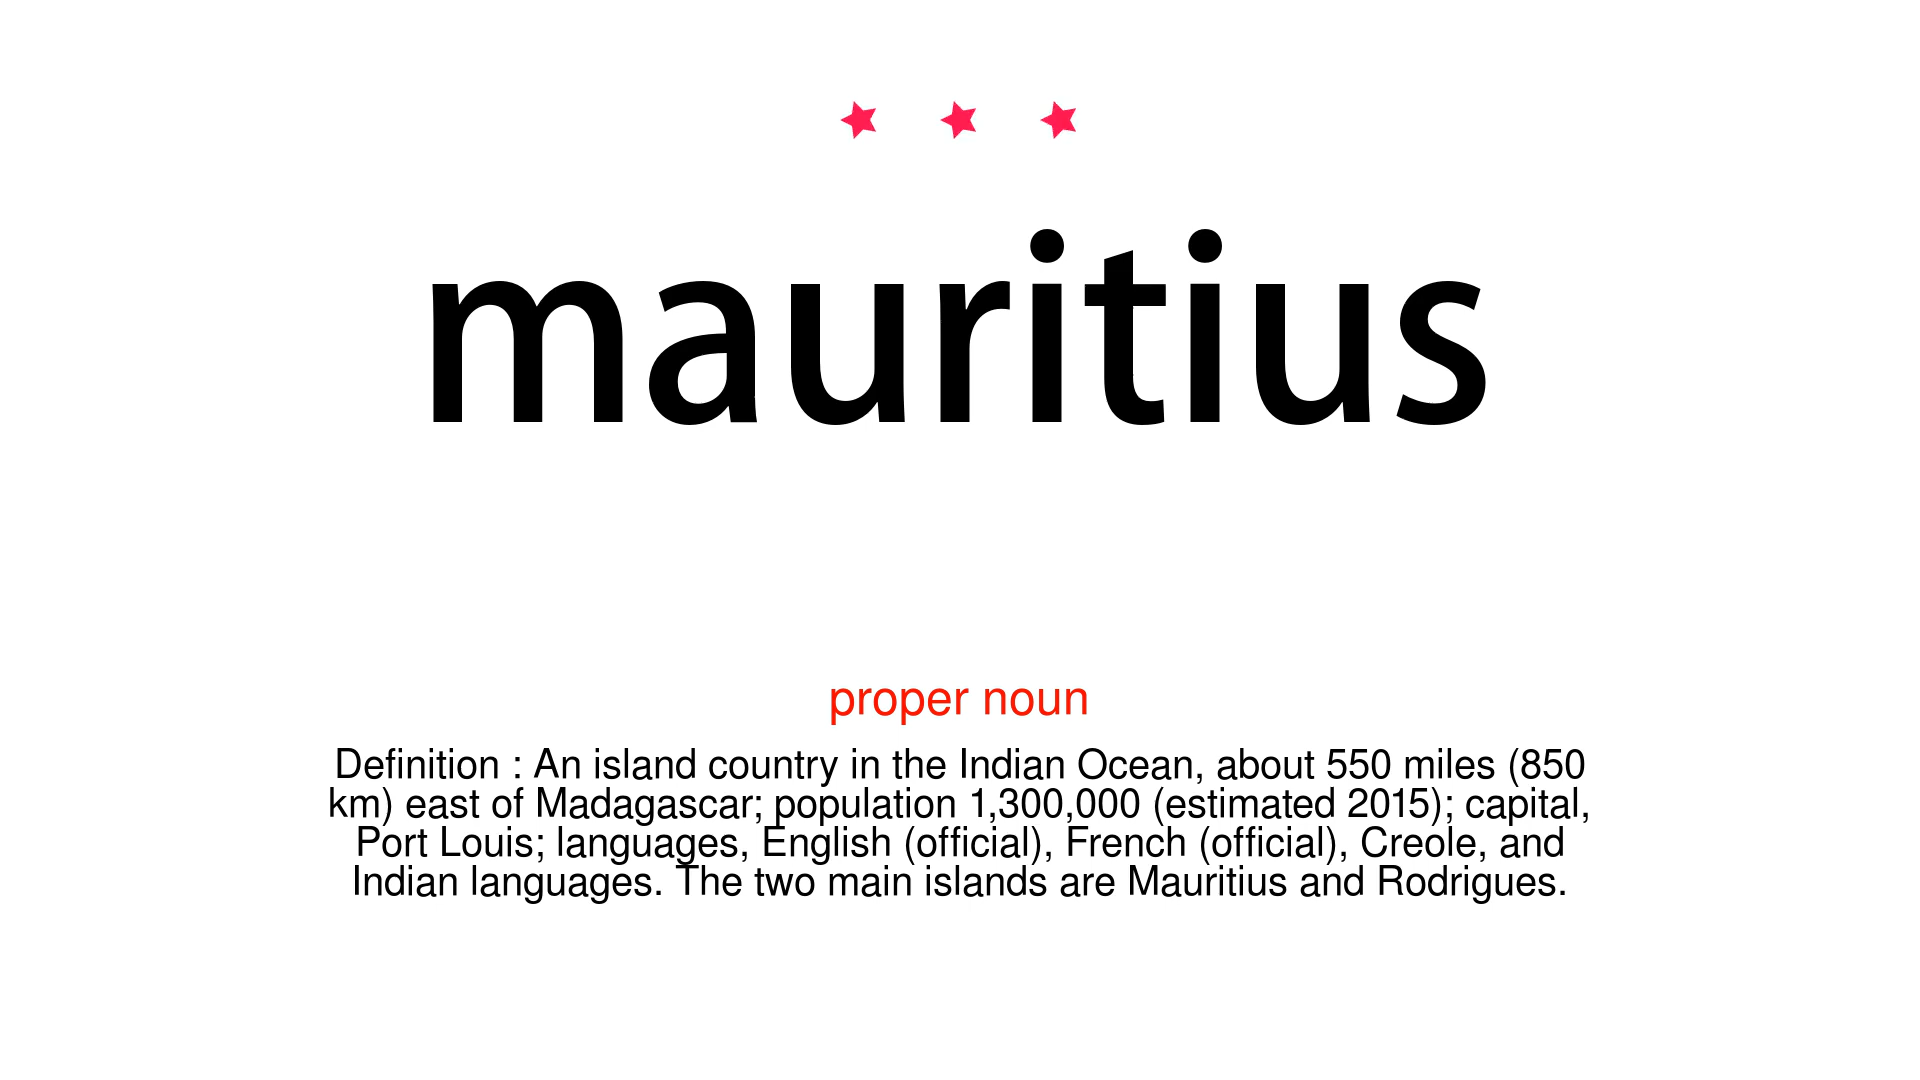 mauritius
proper noun
Definition : An island country in the Indian Ocean, about 550 miles (850
km) east of Madagascar; population 1,300,000 (estimated 2015); capital,
Port Louis; languages, English (official), French (official), Creole, and
Indian languages. The two main islands are Mauritius and Rodrigues.